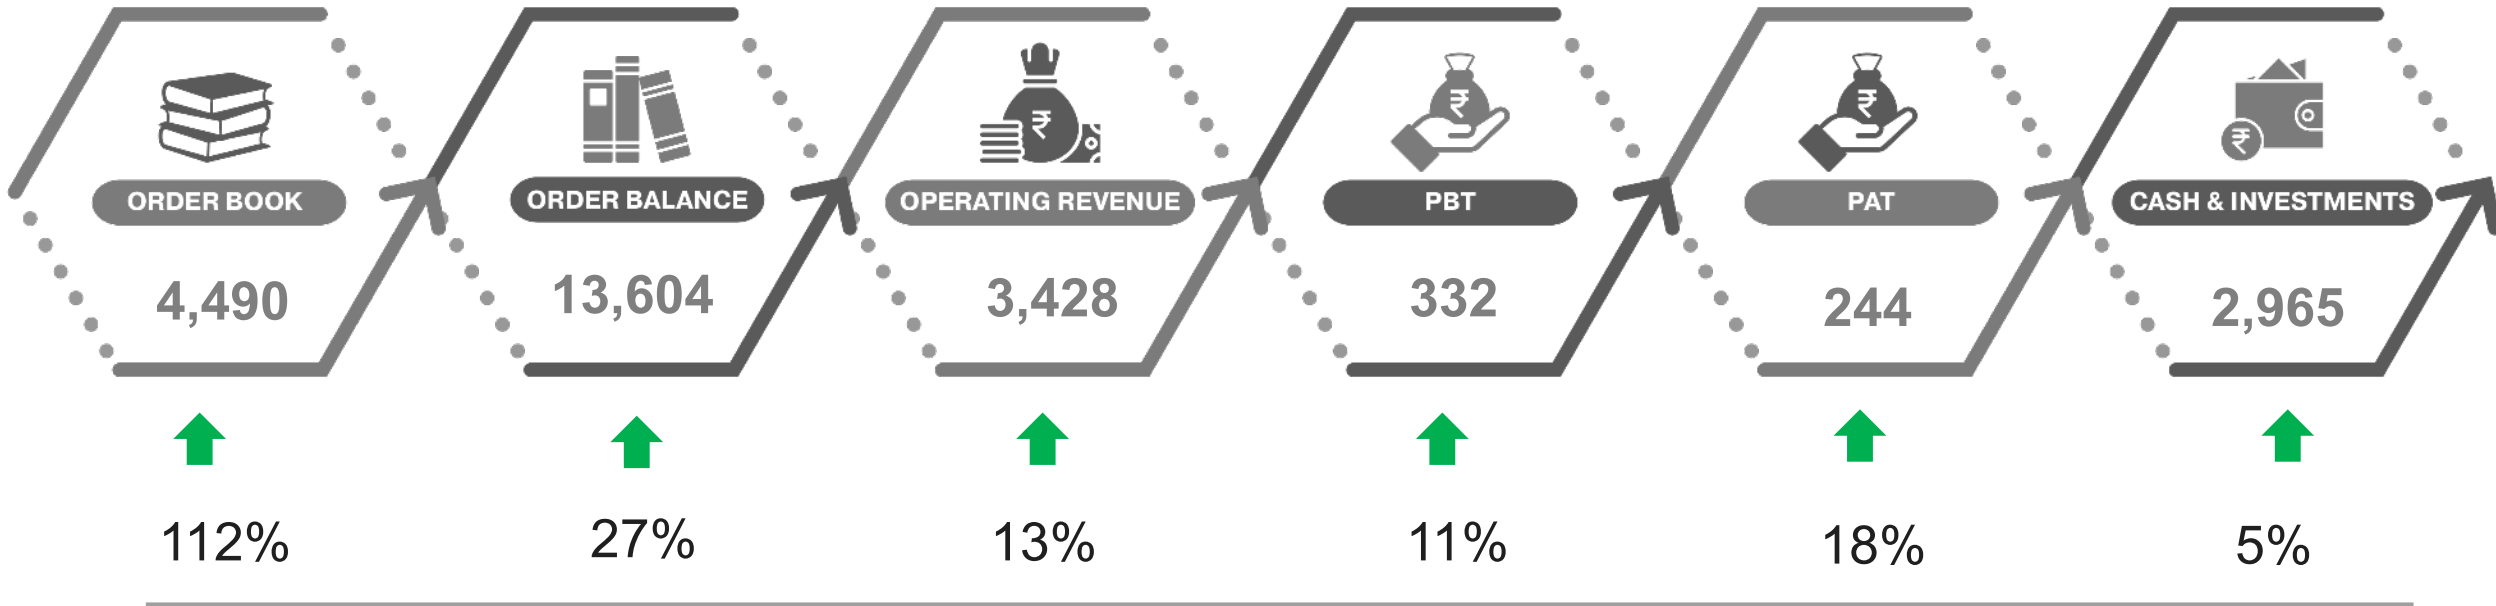 ORDER BOOK
4,490
112%
ORDER BALANCE
13,604
27%
OPERATING REVENUE
₹
3,428
13%
PBT
₹
332
11%
PAT
₹
244
18%
CASH & INVESTMENTS
₹
2,965
5%